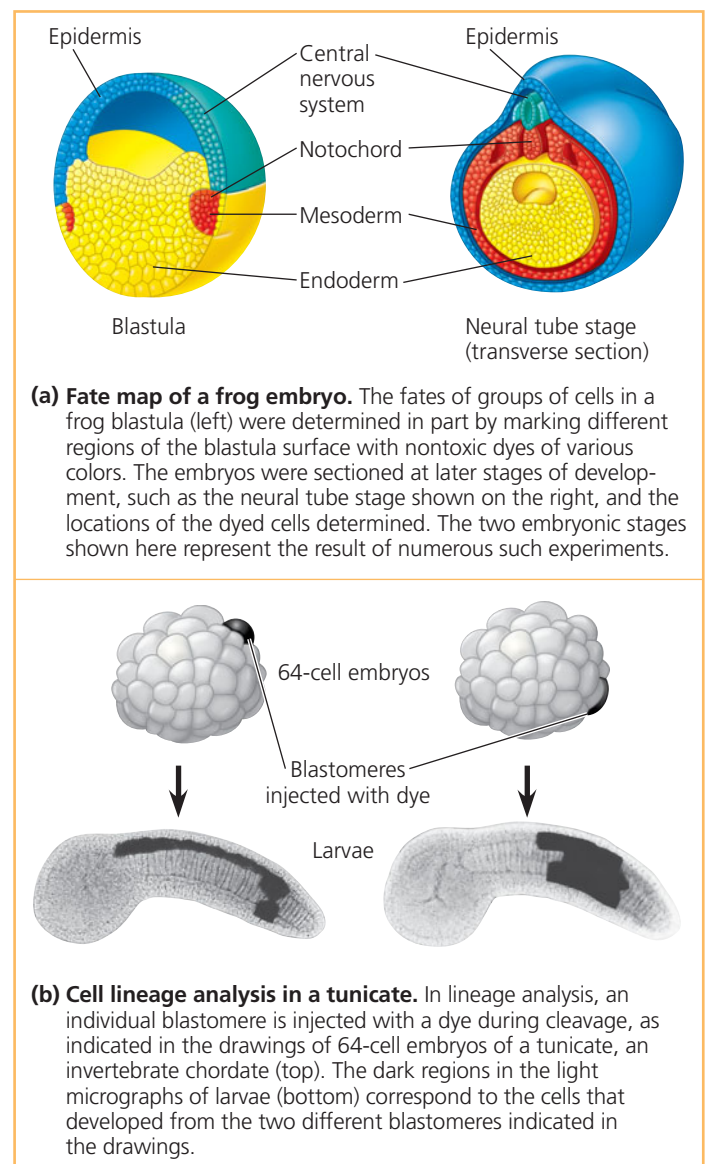 Epidermis
Central
nervous
system
Epidermis
Notochord
Mesoderm
Endoderm
Blastula
Neural tube stage
(transverse section)
(a) Fate map of a frog embryo. The fates of groups of cells in a
frog blastula (left) were determined in part by marking different
regions of the blastula surface with nontoxic dyes of various
colors. The embryos were sectioned at later stages of develop-
ment, such as the neural tube stage shown on the right, and the
locations of the dyed cells determined. The two embryonic stages
shown here represent the result of numerous such experiments.
64-cell embryos
Blastomeres
injected with dye
Larvae
(b) Cell lineage analysis in a tunicate. In lineage analysis, an
individual blastomere is injected with a dye during cleavage, as
indicated in the drawings of 64-cell embryos of a tunicate, an
invertebrate chordate (top). The dark regions in the light
micrographs of larvae (bottom) correspond to the cells that
developed from the two different blastomeres indicated in
the drawings.